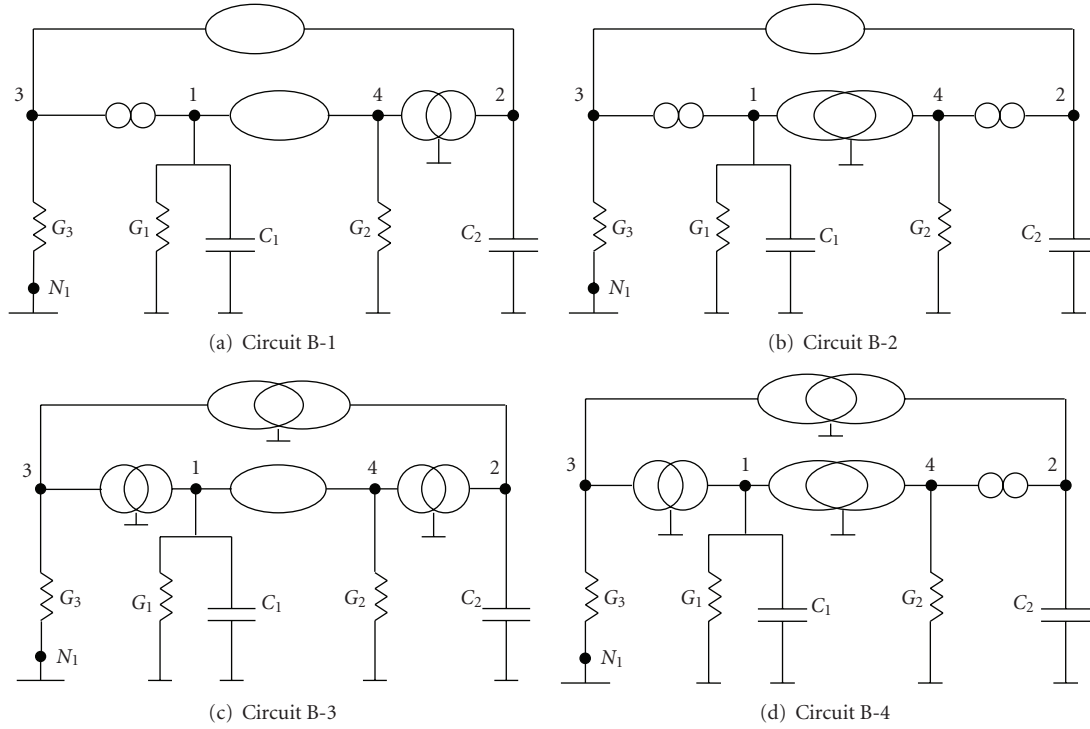 3 1 4 2
G₃ G₁ C₁ G₂ C₂
N₁
(a) Circuit B-1
3 1 4 2
G₃ G₁ C₁ G₂ C₂
N₁
(b) Circuit B-2
3 1 4 2
G₃ G₁ C₁ G₂ C₂
N₁
(c) Circuit B-3
3 1 4 2
G₃ G₁ C₁ G₂ C₂
N₁
(d) Circuit B-4